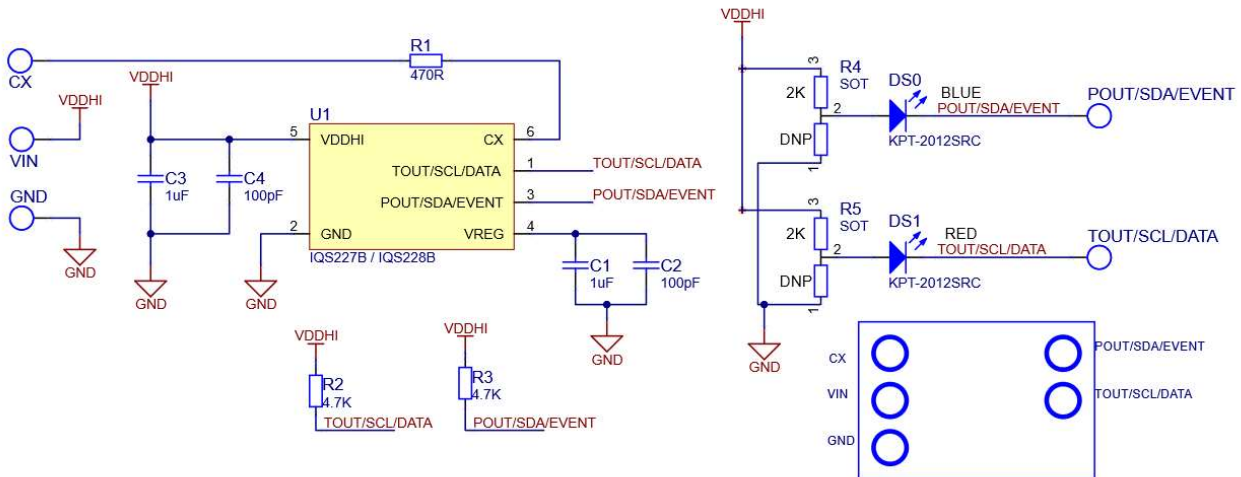 VDDHI
R1
470R
CX
VDDHI
VDDHI
VIN
GND
GND
C3
1uF
C4
100pF
GND
U1
5
VDDHI
CX
6
TOUT/SCL/DATA
1
TOUT/SCL/DATA
POUT/SDA/EVENT
3
POUT/SDA/EVENT
2
GND
VREG
4
IQS227B / IQS228B
GND
C1
1uF
C2
100pF
GND
VDDHI
R2
4.7K
TOUT/SCL/DATA
VDDHI
R3
4.7K
POUT/SDA/EVENT
3
R4
SOT
2K
2
DNP
1
DS0
BLUE
POUT/SDA/EVENT
KPT-2012SRC
POUT/SDA/EVENT
3
R5
SOT
2K
2
DNP
1
DS1
RED
TOUT/SCL/DATA
KPT-2012SRC
TOUT/SCL/DATA
GND
CX
POUT/SDA/EVENT
VIN
TOUT/SCL/DATA
GND